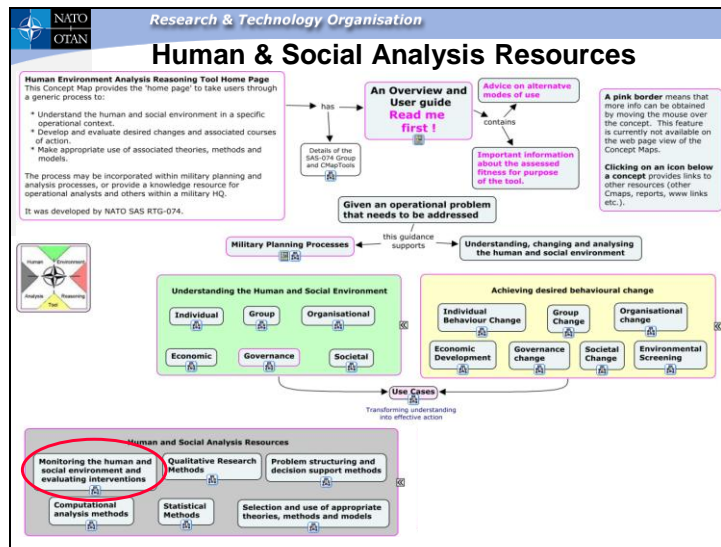 NATO
OTAN
Research & Technology Organisation
Human & Social Analysis Resources
Human Environment Analysis Reasoning Tool Home Page
This Concept Map provides the 'home page' to take users through
a generic process to:
* Understand the human and social environment in a specific
operational context.
* Develop and evaluate desired changes and associated courses
of action.
* Make appropriate use of associated theories, methods and
models.
The process may be incorporated within military planning and
analysis processes, or provide a knowledge resource for
operational analysts and others within a military HQ.
It was developed by NATO SAS RTG-074.
has
An Overview and
User guide
Read me
first !
Details of the
SAS-074 Group
and CMapTools
contains
Advice on alternatve
modes of use
Important information
about the assessed
fitness for purpose
of the tool.
A pink border means that
more info can be obtained
by moving the mouse over
the concept. This feature
is currently not available on
the web page view of the
Concept Maps.
Clicking on an icon below
a concept provides links to
other resources (other
Cmaps, reports, www links
etc.).
Given an operational problem
that needs to be addressed
this guidance
supports
Military Planning Processes
Understanding, changing and analysing
the human and social environment
Human
Environment
Analysis
Reasoning
Tool
Understanding the Human and Social Environment
Individual
Group
Organisational
Economic
Governance
Societal
Achieving desired behavioural change
Individual
Behaviour Change
Group
Change
Organisational
change
Economic
Development
Governance
change
Societal
Change
Environmental
Screening
Use Cases
Transforming understanding
into effective action
Human and Social Analysis Resources
Monitoring the human and
social environment and
evaluating interventions
Qualitative Research
Methods
Problem structuring and
decision support methods
Computational
analysis methods
Statistical
Methods
Selection and use of appropriate
theories, methods and models